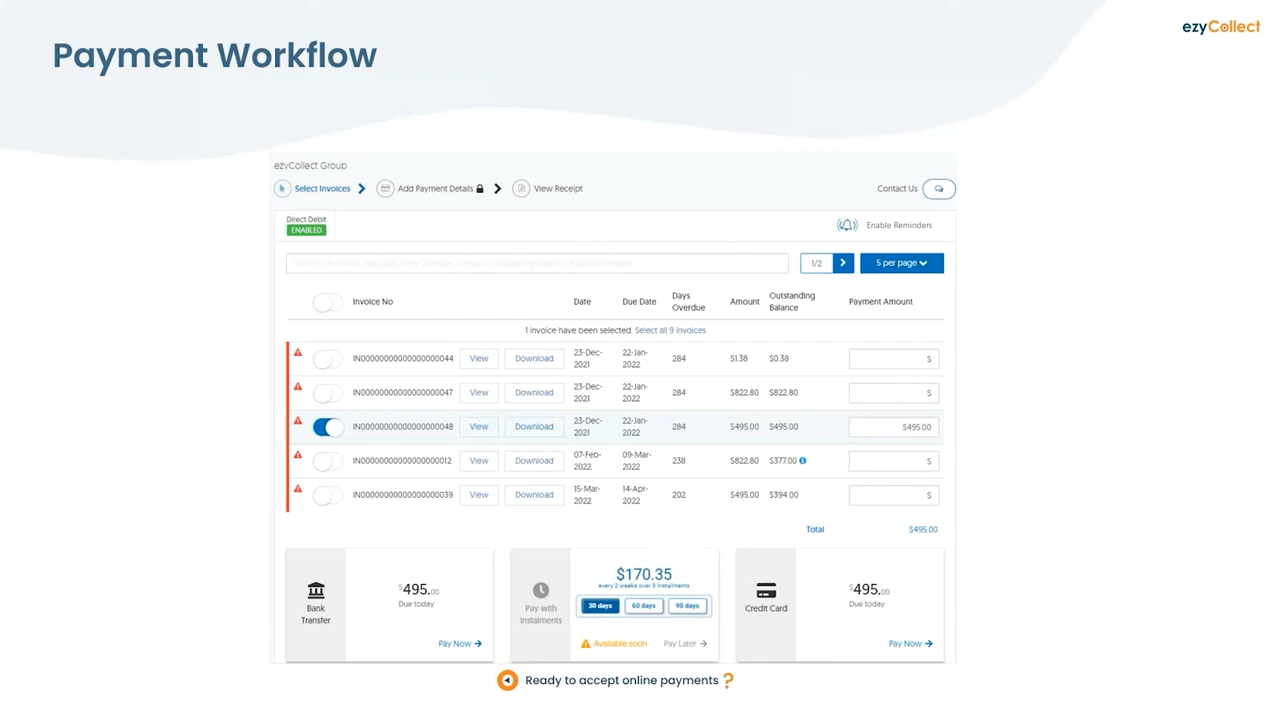 ezyCollect
Payment Workflow
ezyCollect Group
Select Invoices
Add Payment Details
View Receipt
Contact Us
Direct Debit
ENABLED
Enable Reminders
1/2
5 per page
Invoice No Date Due Date Days Overdue Amount Outstanding Balance Payment Amount
1 invoice have been selected. Select all 9 invoices
IN00000000000000000044 View Download 23-Dec-2021 22-Jan-2022 284 $1.38 $0.38 $
IN00000000000000000047 View Download 23-Dec-2021 22-Jan-2022 284 $822.80 $822.80 $
IN00000000000000000048 View Download 23-Dec-2021 22-Jan-2022 284 $495.00 $495.00 $495.00
IN00000000000000000012 View Download 07-Feb-2022 09-Mar-2022 238 $822.80 $377.00 $
IN00000000000000000039 View Download 15-Mar-2022 14-Apr-2022 202 $495.00 $394.00 $
Total $495.00
Bank Transfer
$495.00
Due today
Pay Now
Pay with Instalments
$170.35
every 2 weeks over 3 instalments
30 days 60 days 90 days
Available soon
Pay Later
Credit Card
$495.00
Due today
Pay Now
Ready to accept online payments ?